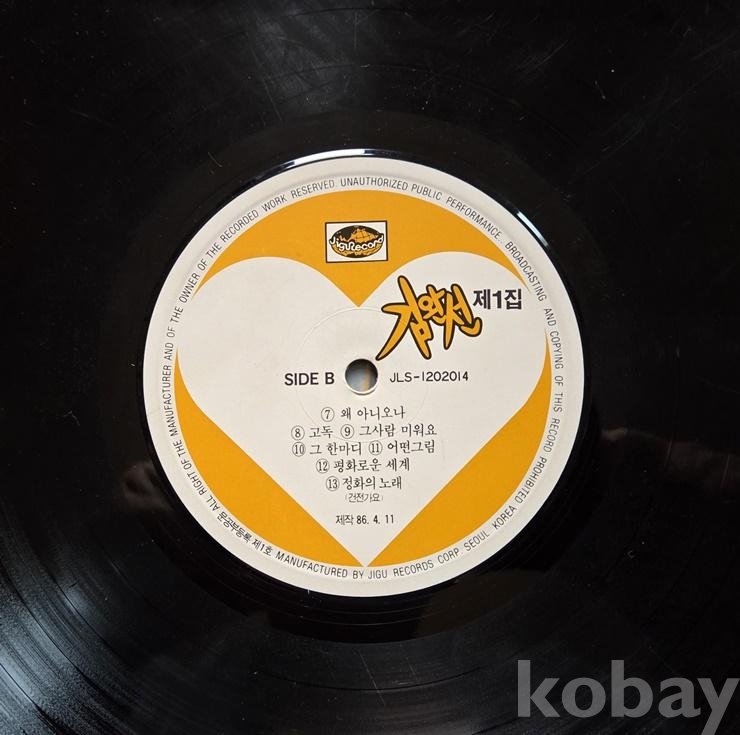 ALL RIGHT OF THE MANUFACTURER AND OF THE OWNER OF THE RECORDED WORK RESERVED UNAUTHORIZED PUBLIC PERFORMANCE.. BROADCASTING AND COPYING OF THIS RECORD PROHIBITED
JiguRecord
김완선 제1집
SIDE B JLS-1202014
⑦ 왜 아니오나
⑧ 고독 ⑨ 그사람 미워요
⑩ 그 한마디 ⑪ 어떤그림
⑫ 평화로운 세계
⑬ 정화의 노래
(건전가요)
제작 86. 4. 11
문공부등록 제1호 MANUFACTURED BY JIGU RECORDS CORP SEOUL KOREA
kobay